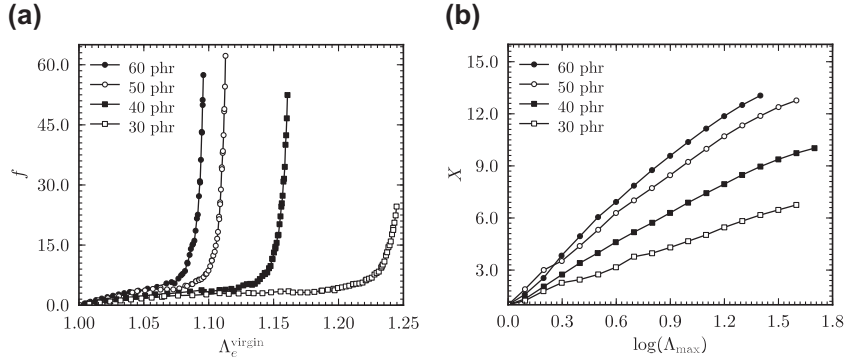 (a)
f
60.0
45.0
30.0
15.0
0.0
60 phr
50 phr
40 phr
30 phr
1.00
1.05
1.10
1.15
1.20
1.25
Λ_e^virgin
(b)
X
15.0
12.0
9.0
6.0
3.0
60 phr
50 phr
40 phr
30 phr
0.0
0.3
0.6
0.9
1.2
1.5
1.8
log(Λ_max)